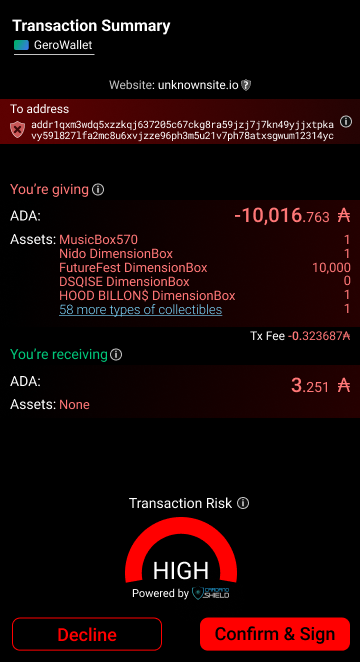 Transaction Summary
GeroWallet
Website: unknownsite.io
To address
addr1qxm3wdq5xzzkqj637205c67ckg8ra59jzj7j7kn49yjjxtpka
vy59l827lfa2mc8u6xvjzze96ph3m5u21v7ph78atxsgwum12314yc
You're giving
ADA: -10,016.763 ₳
Assets: MusicBox570 1
Nido DimensionBox 1
FutureFest DimensionBox 10,000
DSQISE DimensionBox 0
HOOD BILLON$ DimensionBox 1
58 more types of collectibles 1
Tx Fee -0.323687₳
You're receiving
ADA: 3.251 ₳
Assets: None
Transaction Risk
HIGH
Powered by CARDANO SHIELD
Decline Confirm & Sign